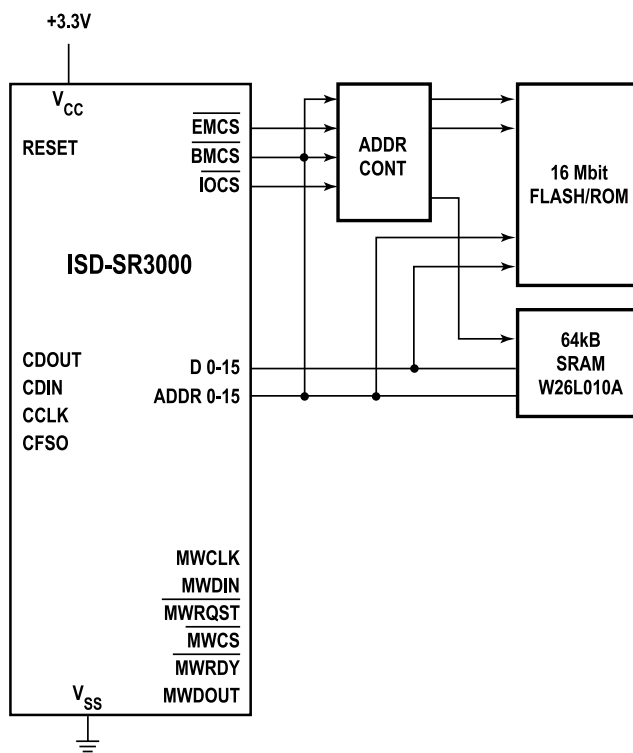 +3.3V
VCC
RESET
EMCS
BMCS
IOCS
ISD-SR3000
CDOUT
CDIN
CCLK
CFSO
D 0-15
ADDR 0-15
MWCLK
MWDIN
MWRQST
MWCS
MWRDY
MWDOUT
VSS
ADDR
CONT
16 Mbit
FLASH/ROM
64kB
SRAM
W26L010A